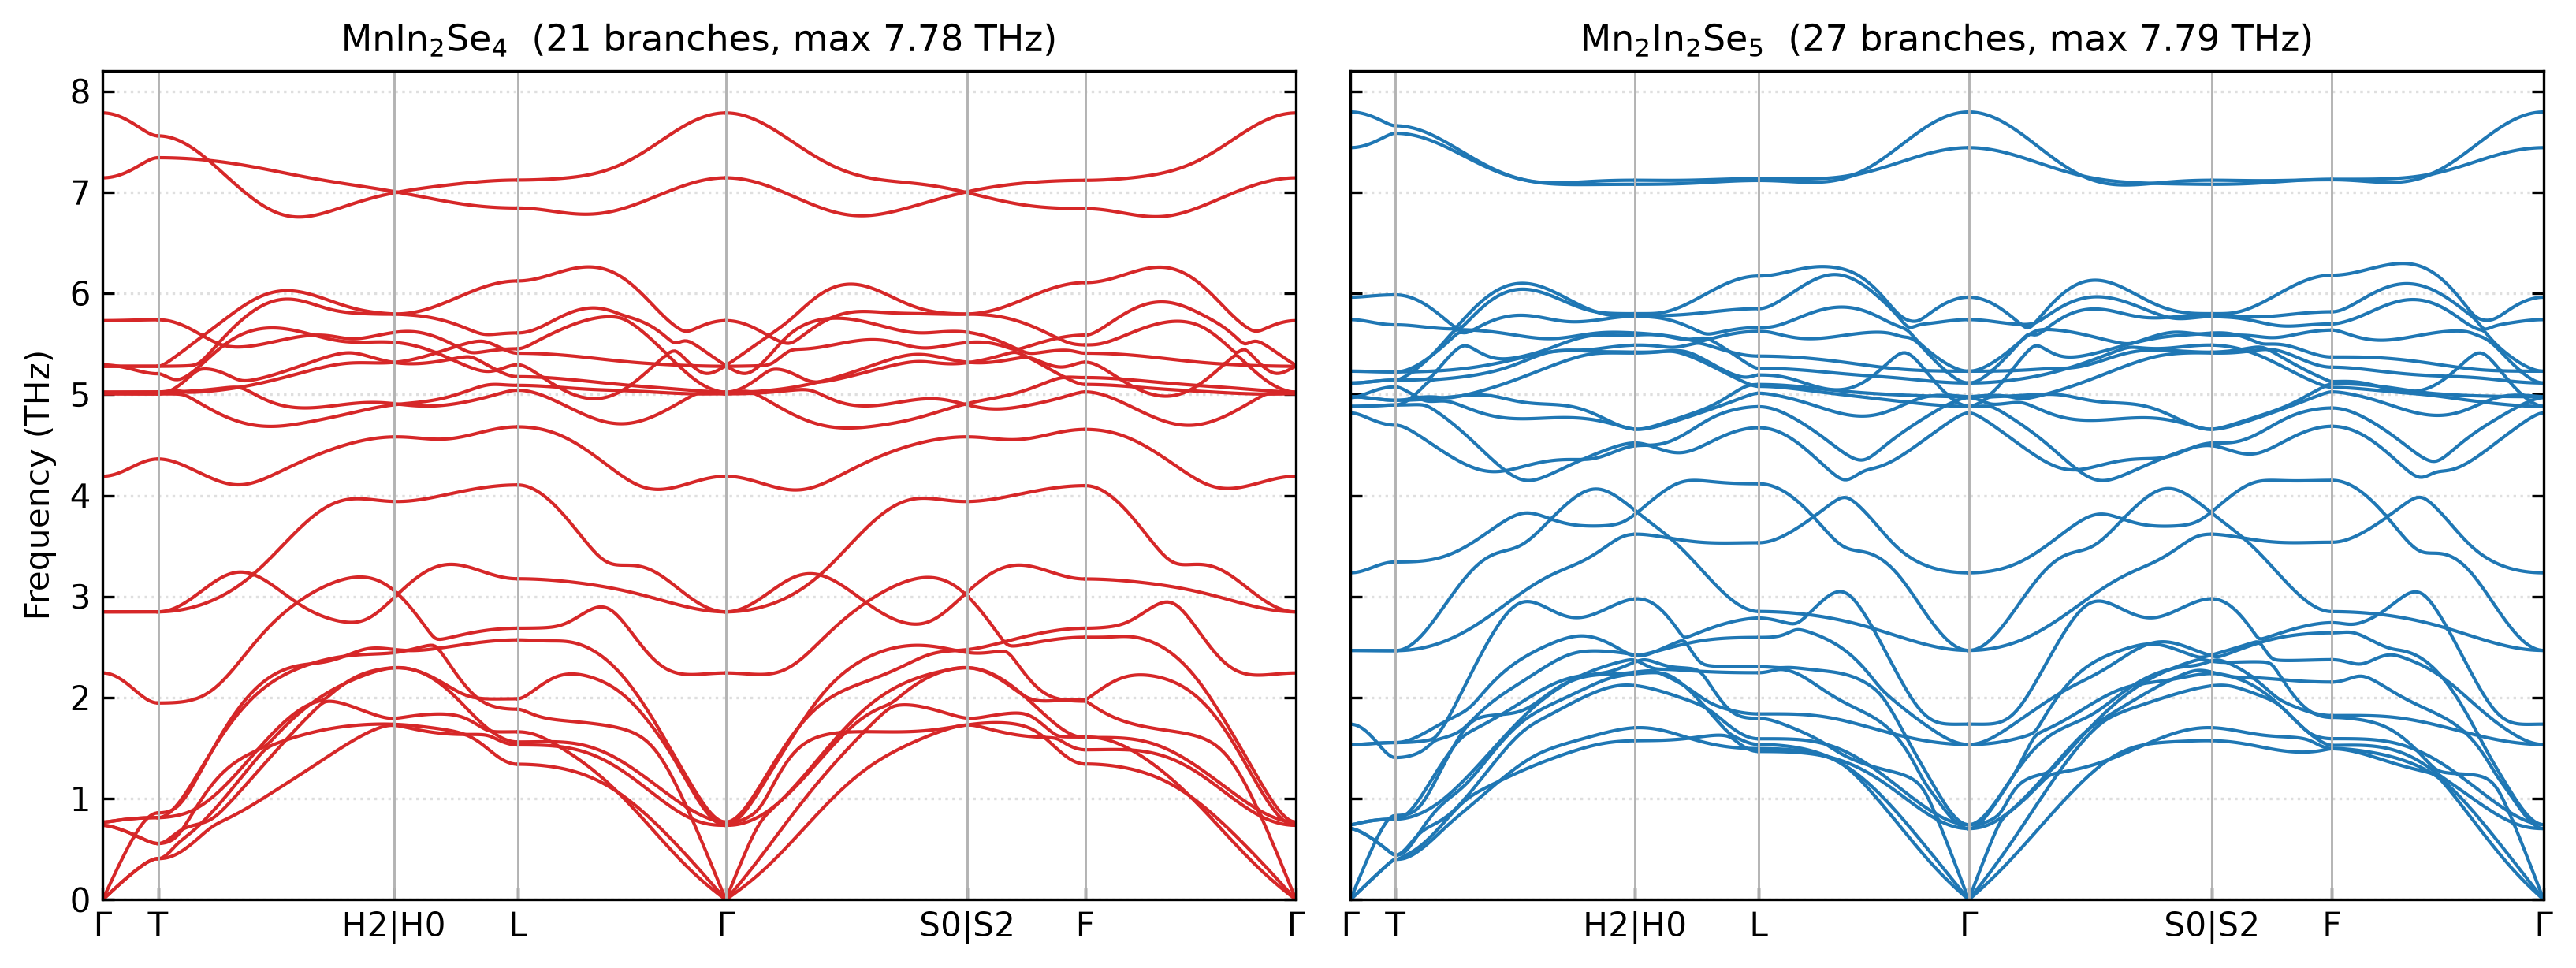 MnIn₂Se₄ (21 branches, max 7.78 THz)
Mn₂In₂Se₅ (27 branches, max 7.79 THz)
Frequency (THz)
8
7
6
5
4
3
2
1
0
Γ T H2|H0 L Γ S0|S2 F Γ
Γ T H2|H0 L Γ S0|S2 F Γ